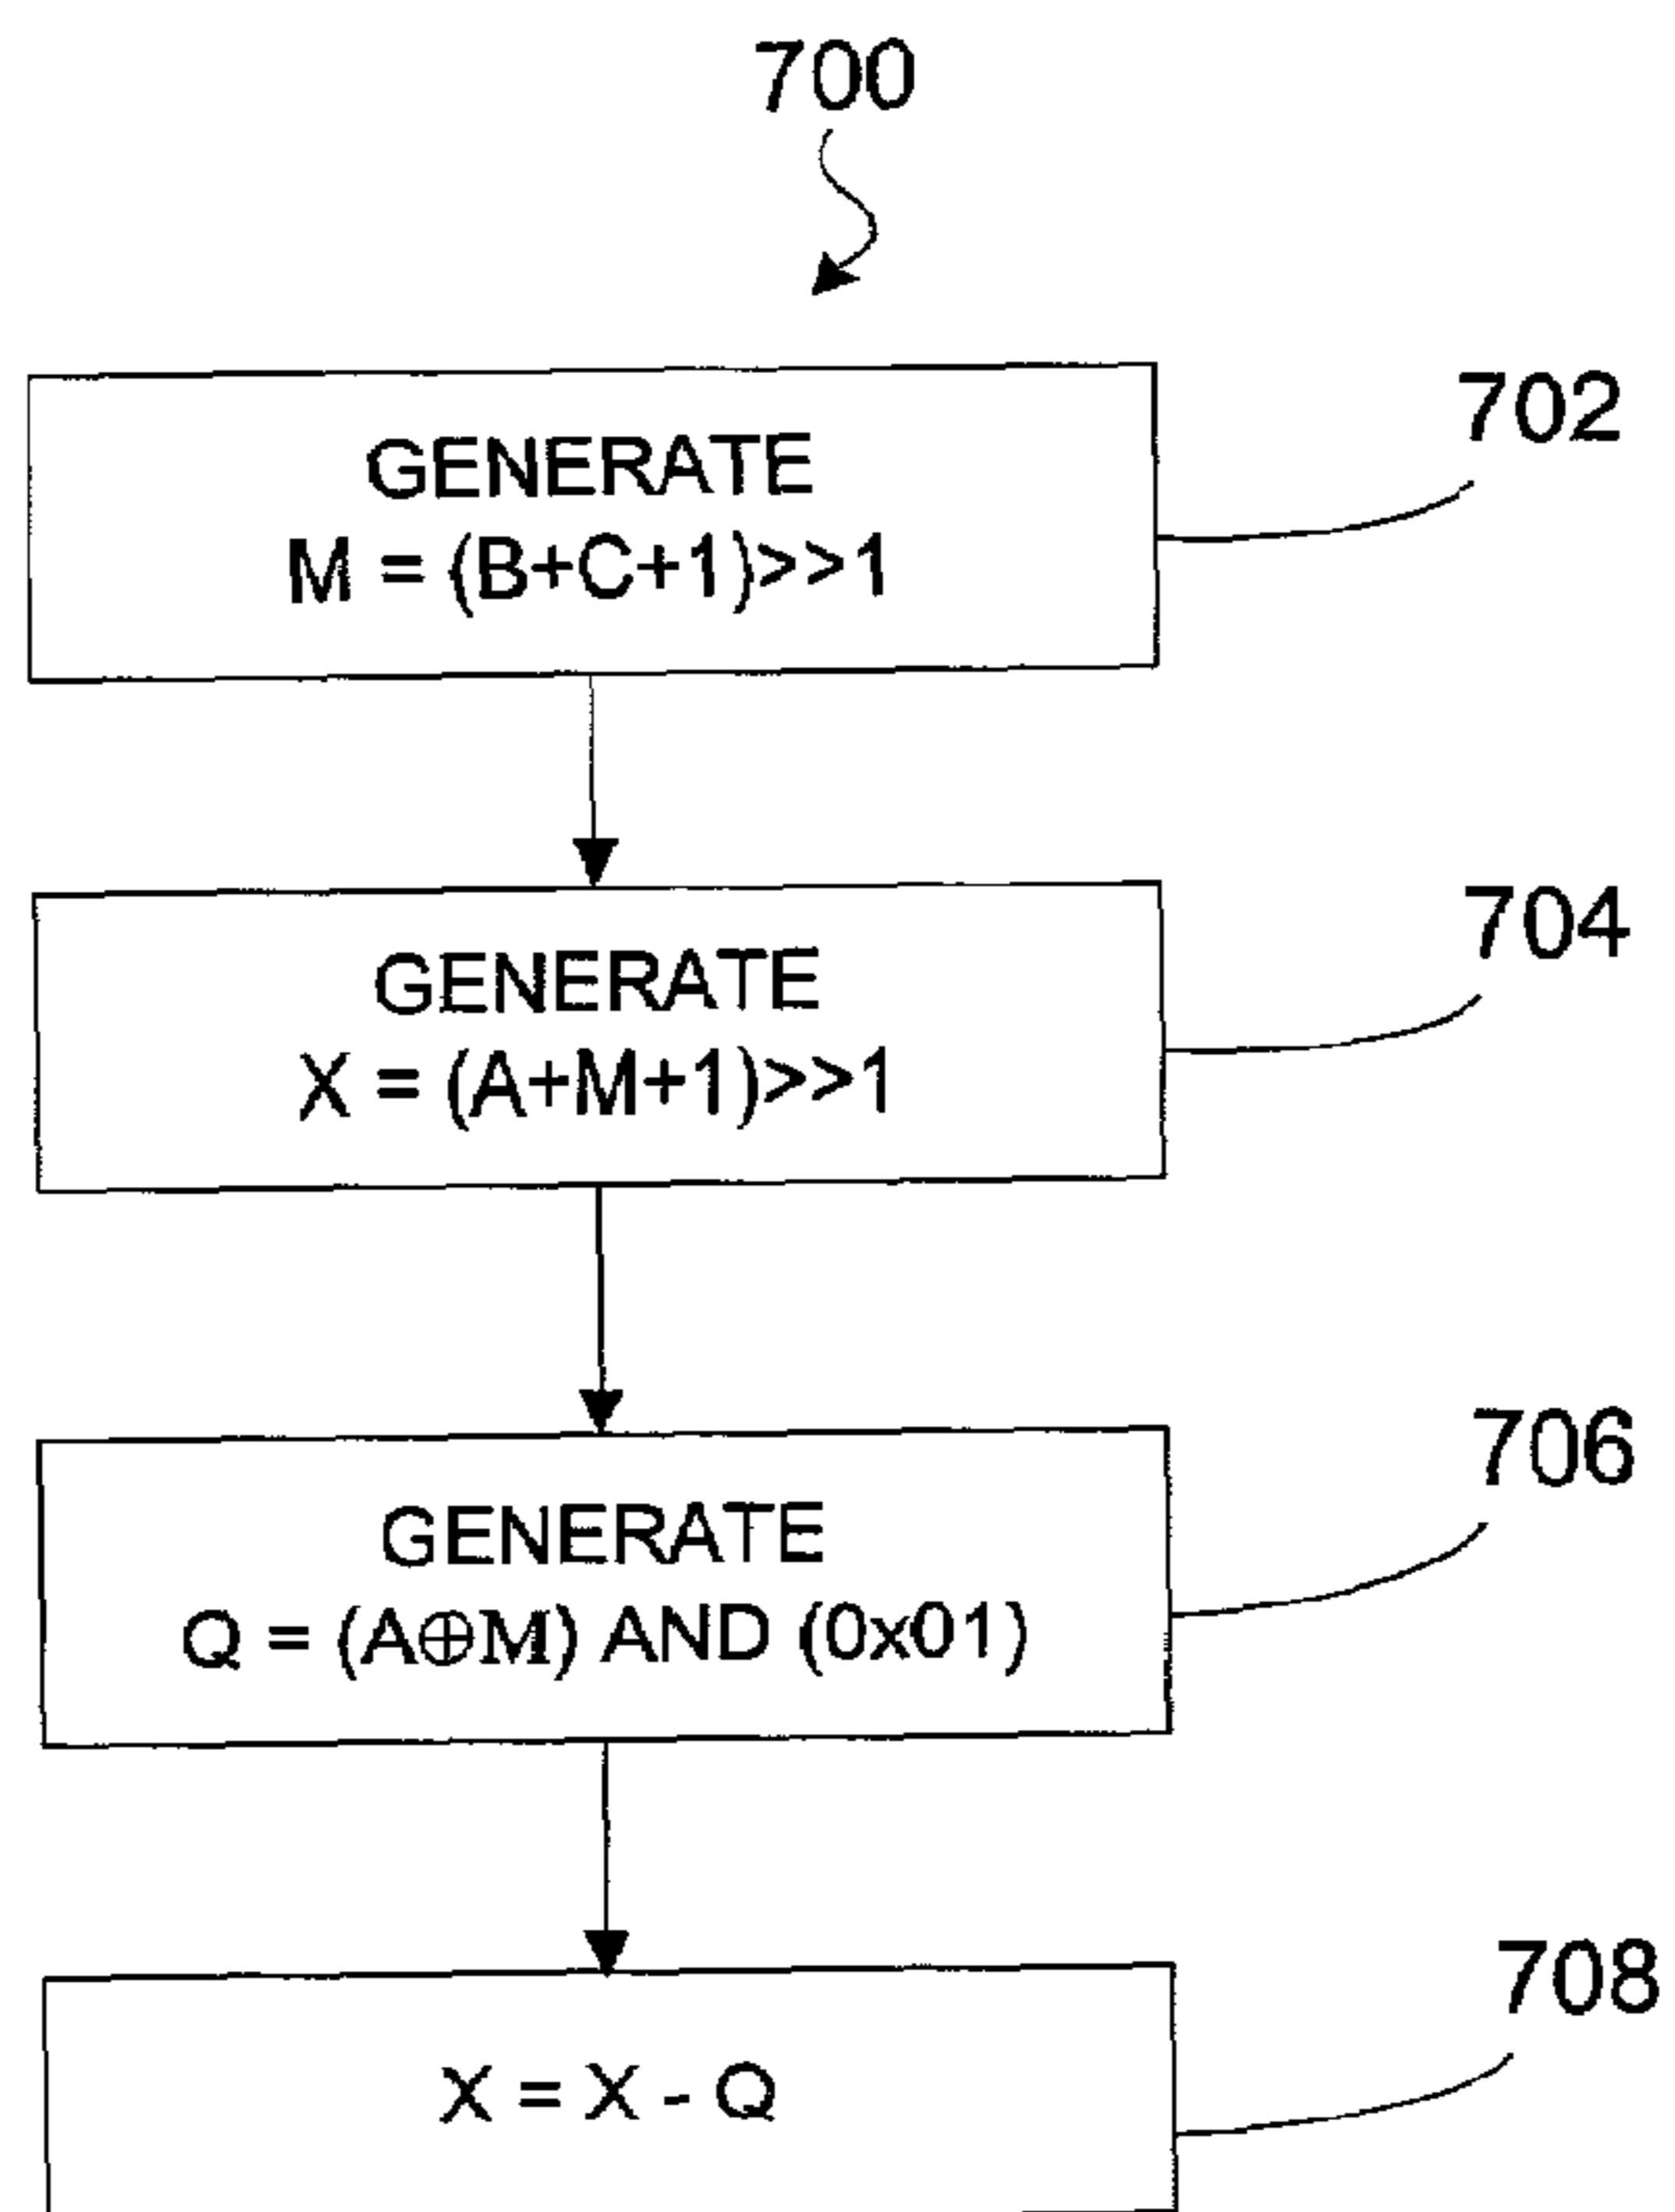 700
702
GENERATE
M = (B+C+1)>>1
704
GENERATE
X = (A+M+1)>>1
706
GENERATE
Q = (A⊕M) AND (0x01)
708
X = X - Q